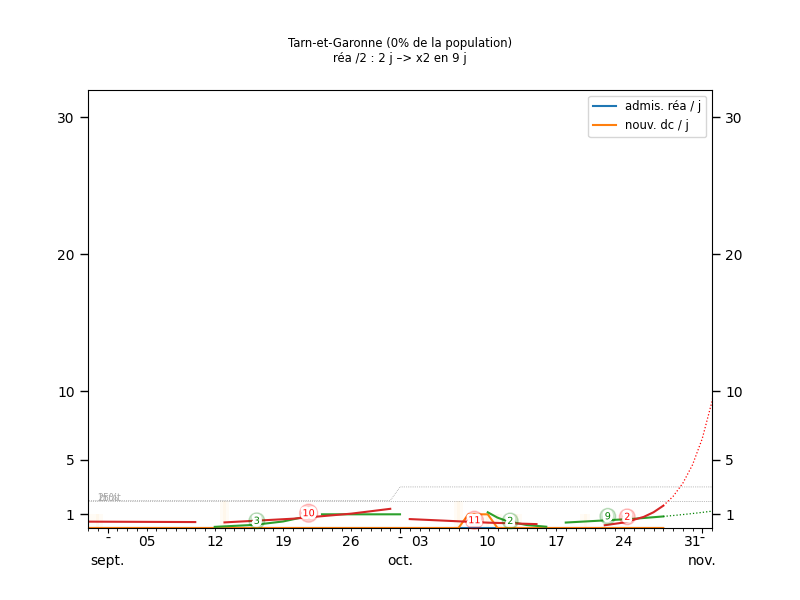 Tarn-et-Garonne (0% de la population)
réa /2 : 2 j –> x2 en 9 j
admis. réa / j
nouv. dc / j
30 30
20 20
10 10
5 5
1 1
3 10 11 2 9 2
- 05 12 19 26 - 03 10 17 24 31 -
sept. oct. nov.